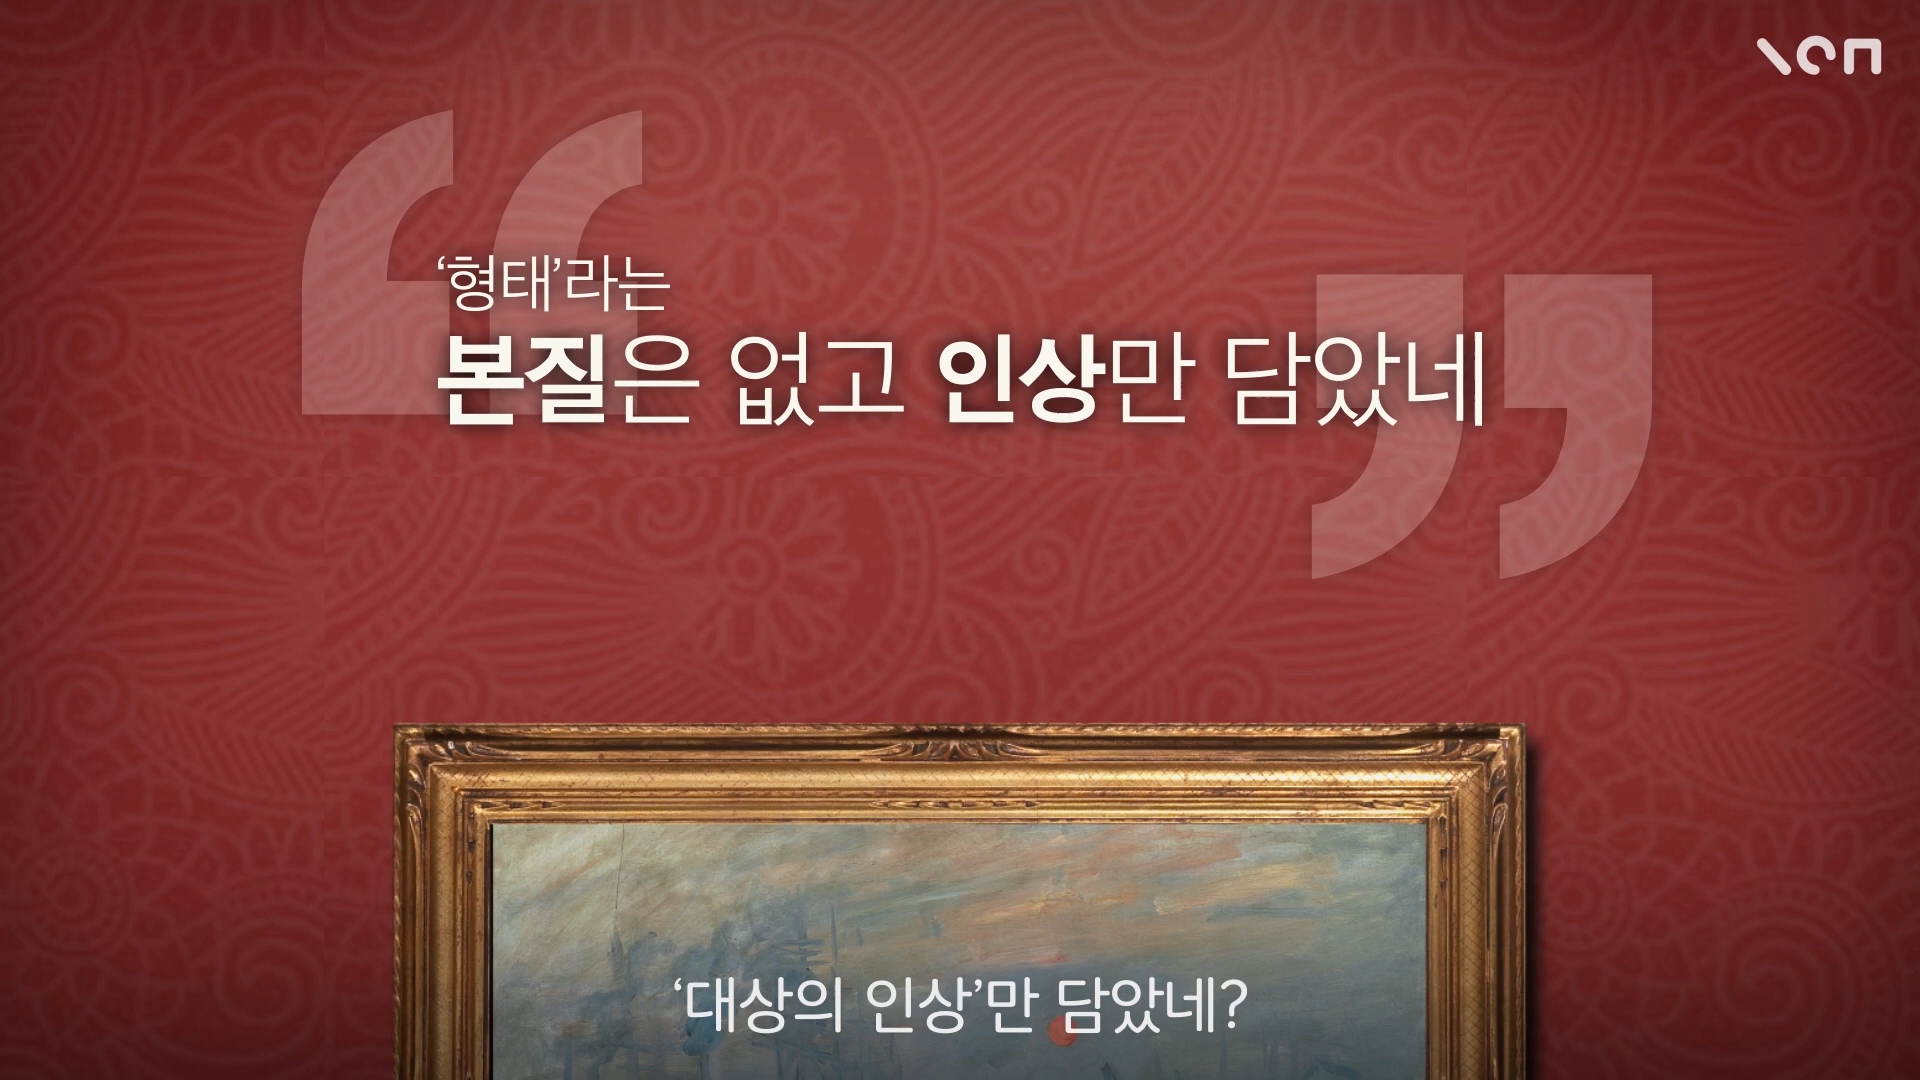 ‘형태’라는
본질은 없고 인상만 담았네
‘대상의 인상’만 담았네?